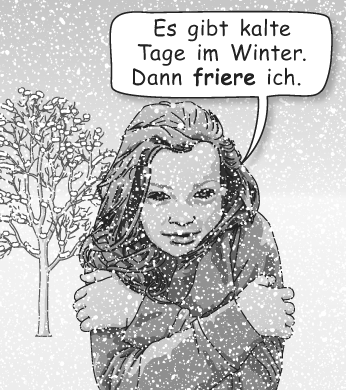 Es gibt kalte
Tage im Winter.
Dann friere ich.